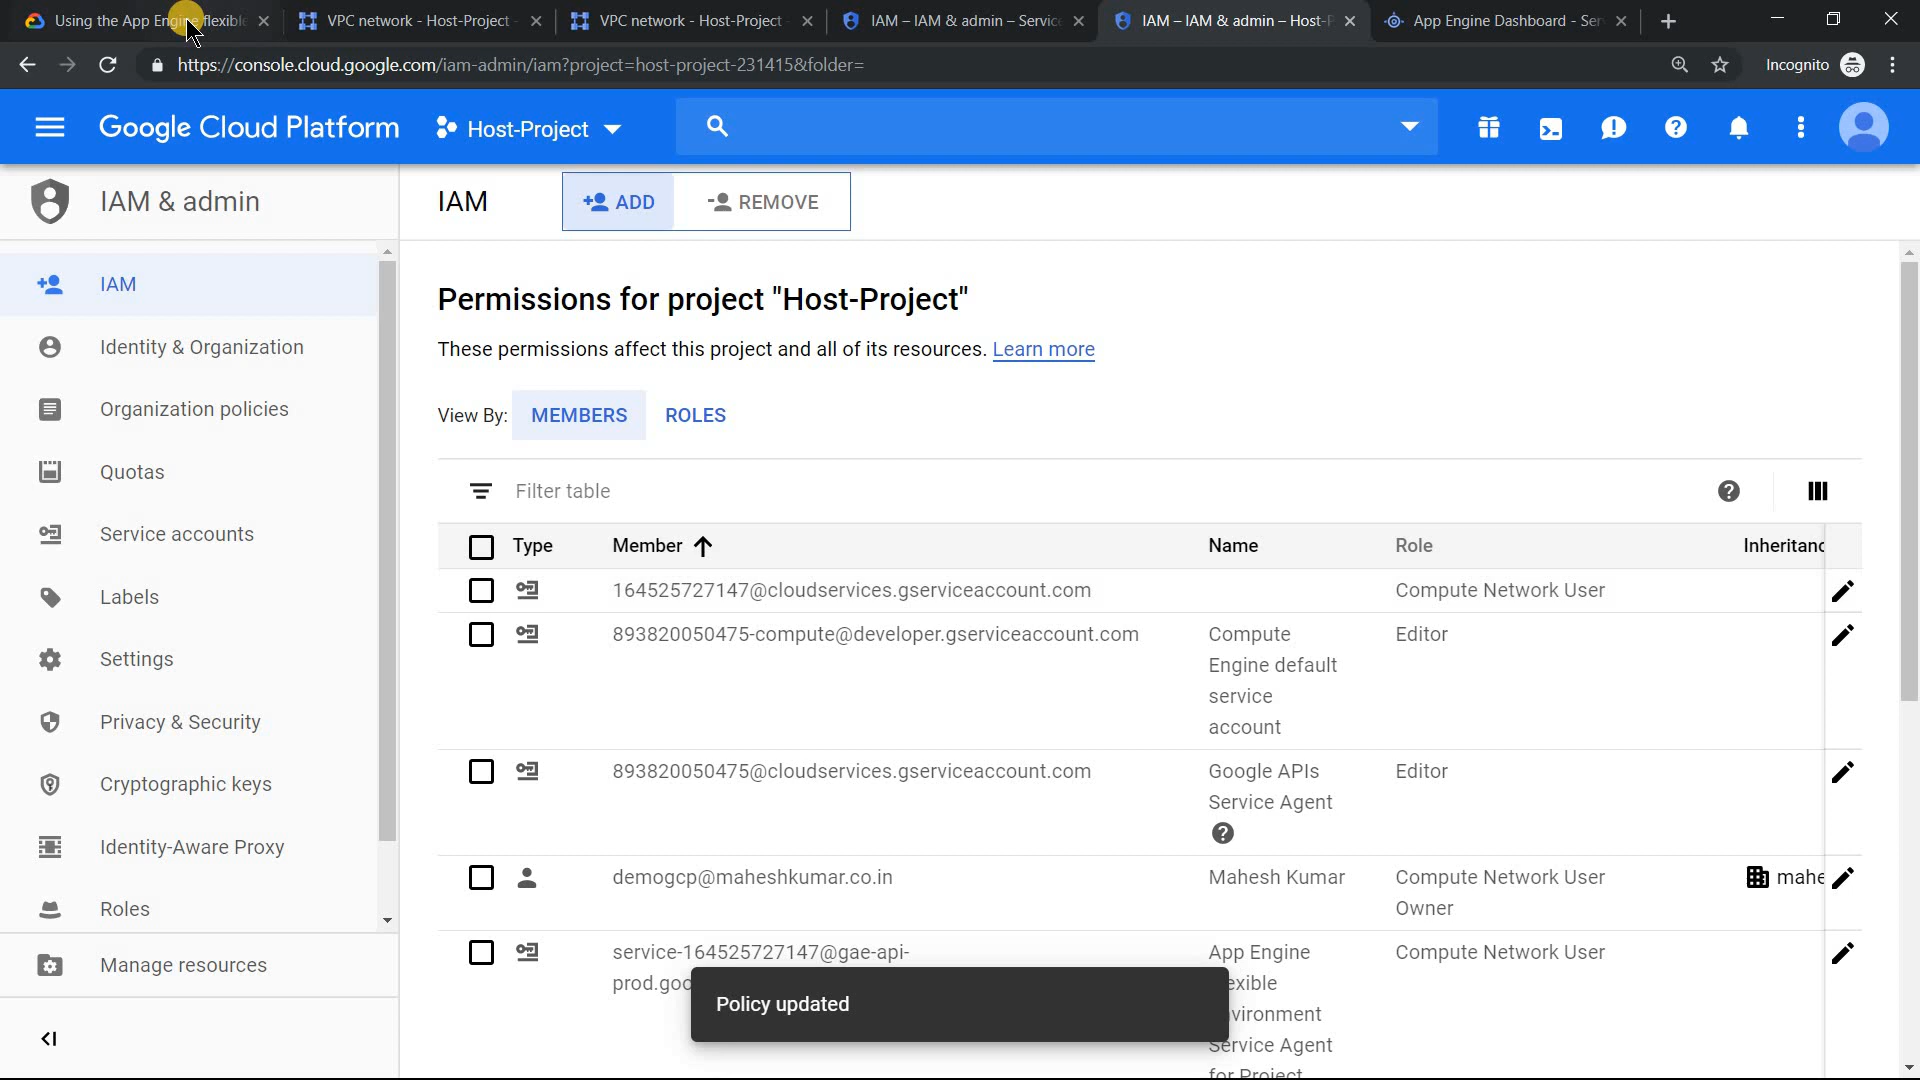 Using the App Engine flexible
VPC network - Host-Project
VPC network - Host-Project
IAM – IAM & admin – Service
IAM – IAM & admin – Host-P
App Engine Dashboard - Ser
https://console.cloud.google.com/iam-admin/iam?project=host-project-231415&folder=
Incognito
Google Cloud Platform
Host-Project
IAM & admin
IAM
ADD
REMOVE
IAM
Identity & Organization
Organization policies
Quotas
Service accounts
Labels
Settings
Privacy & Security
Cryptographic keys
Identity-Aware Proxy
Roles
Manage resources
Permissions for project "Host-Project"
These permissions affect this project and all of its resources. Learn more
View By: MEMBERS ROLES
Filter table
Type Member Name Role Inheritanc
164525727147@cloudservices.gserviceaccount.com Compute Network User
893820050475-compute@developer.gserviceaccount.com Compute Editor
Engine default
service
account
893820050475@cloudservices.gserviceaccount.com Google APIs Editor
Service Agent
demogcp@maheshkumar.co.in Mahesh Kumar Compute Network User mahe
Owner
service-164525727147@gae-api- App Engine Compute Network User
prod.goo exible
vironment
Service Agent
for Project
Policy updated